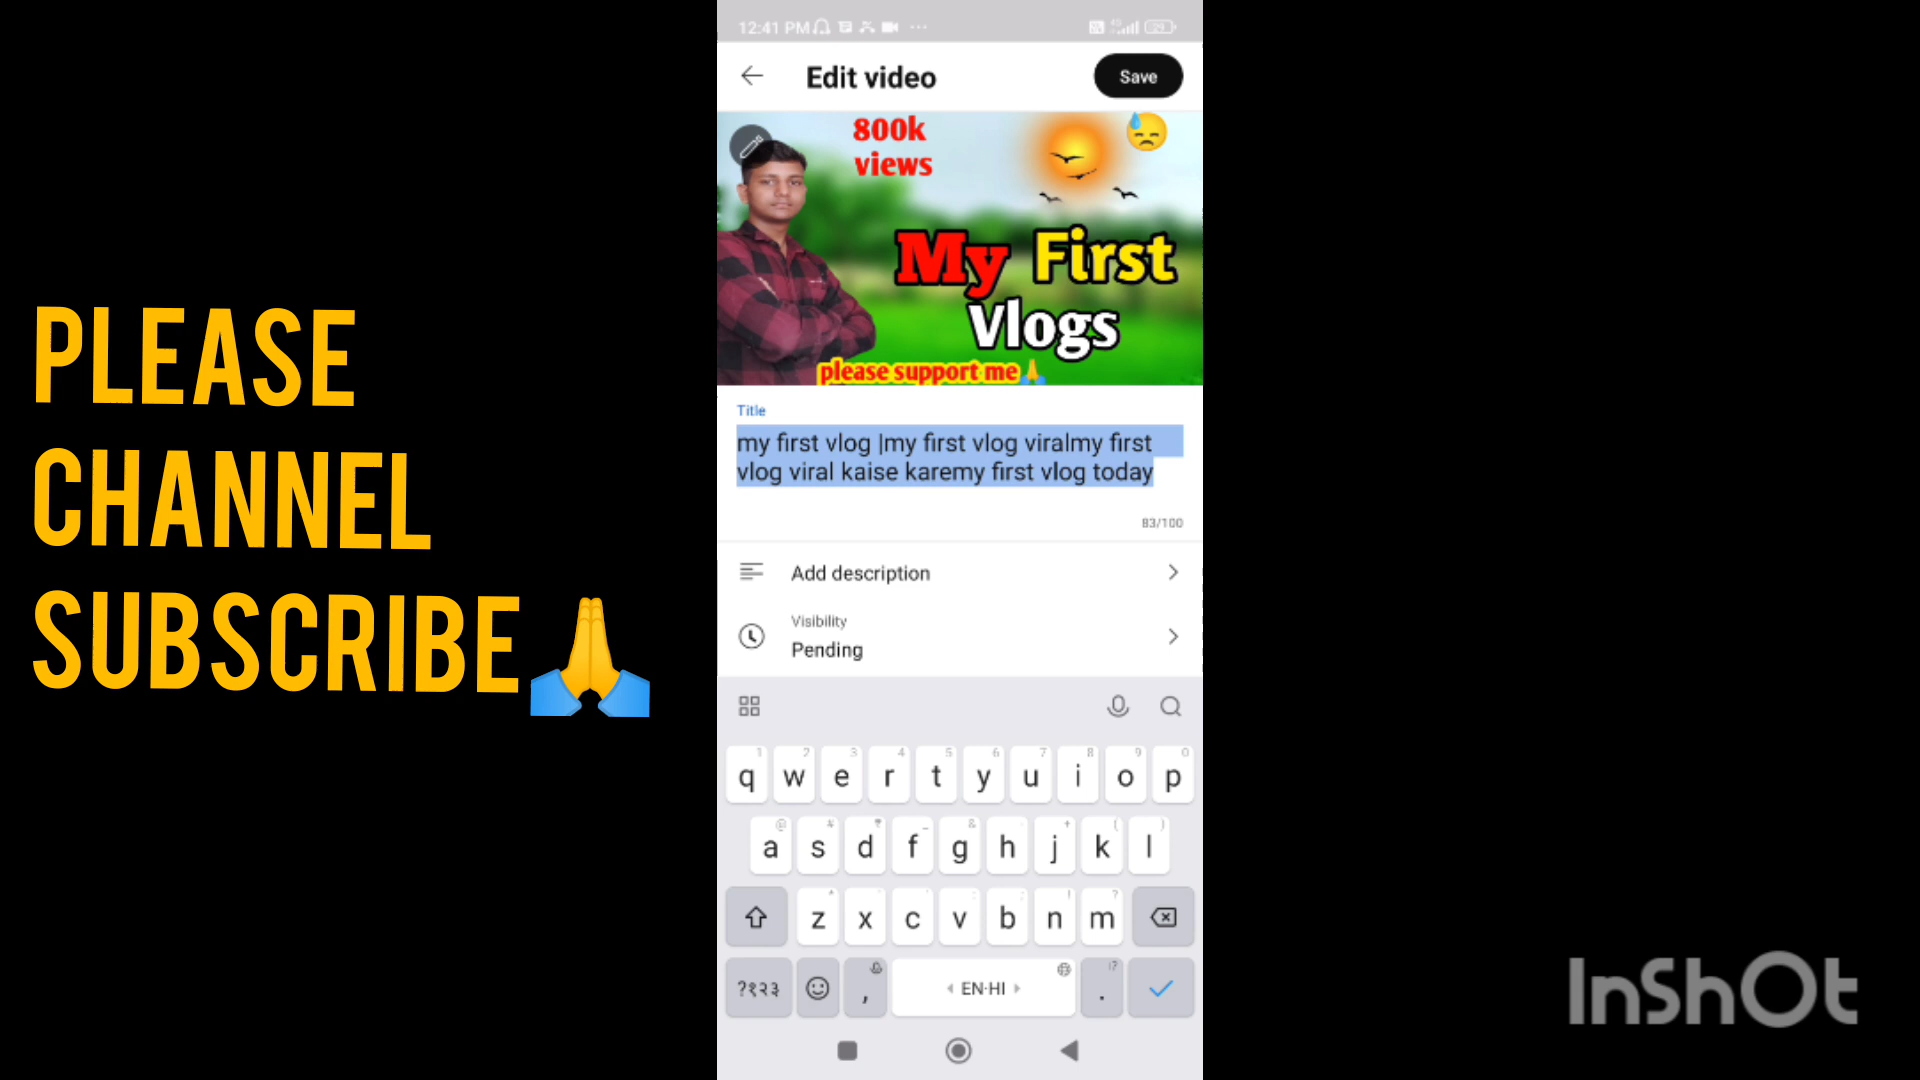 PLEASE
CHANNEL
SUBSCRIBE🙏
12:41 PM
Edit video
Save
800k
views
My First
Vlogs
please support me🙏
Title
my first vlog |my first vlog viralmy first
vlog viral kaise karemy first vlog today
83/100
Add description
Visibility
Pending
q w e r t y u i o p
a s d f g h j k l
z x c v b n m
?१२३ , EN·HI .
InShOt